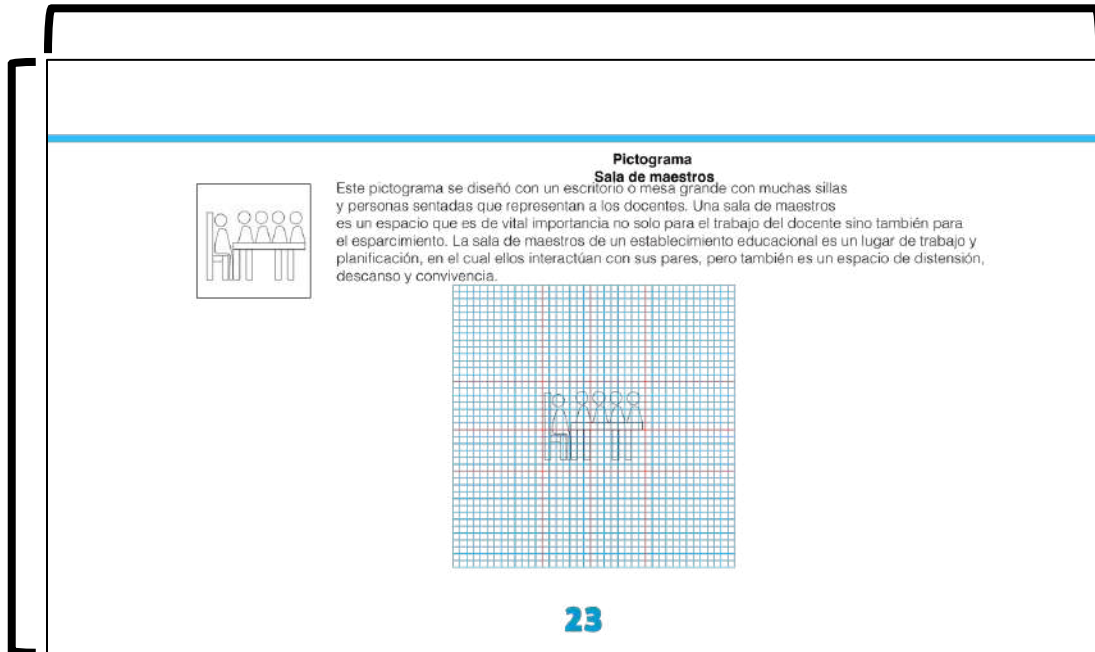 Pictograma
Sala de maestros
Este pictograma se diseñó con un escritorio o mesa grande con muchas sillas
y personas sentadas que representan a los docentes. Una sala de maestros
es un espacio que es de vital importancia no solo para el trabajo del docente sino también para
el esparcimiento. La sala de maestros de un establecimiento educacional es un lugar de trabajo y
planificación, en el cual ellos interactúan con sus pares, pero también es un espacio de distensión,
descanso y convivencia.
23